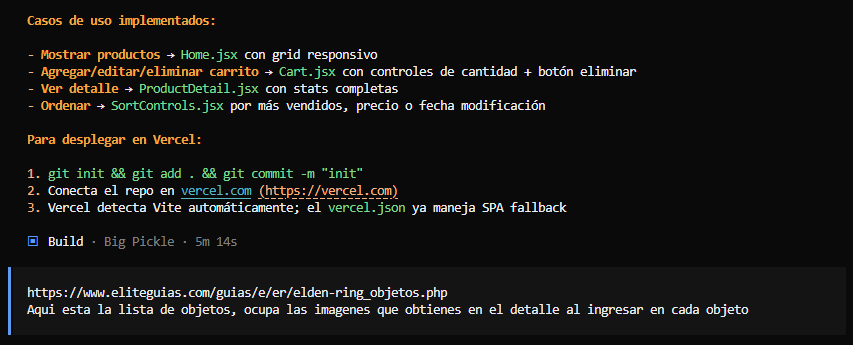 Casos de uso implementados:
- Mostrar productos → Home.jsx con grid responsivo
- Agregar/editar/eliminar carrito → Cart.jsx con controles de cantidad + botón eliminar
- Ver detalle → ProductDetail.jsx con stats completas
- Ordenar → SortControls.jsx por más vendidos, precio o fecha modificación
Para desplegar en Vercel:
1. git init && git add . && git commit -m "init"
2. Conecta el repo en vercel.com (https://vercel.com)
3. Vercel detecta Vite automáticamente; el vercel.json ya maneja SPA fallback
Build · Big Pickle · 5m 14s
https://www.eliteguias.com/guias/e/er/elden-ring_objetos.php
Aqui esta la lista de objetos, ocupa las imagenes que obtienes en el detalle al ingresar en cada objeto